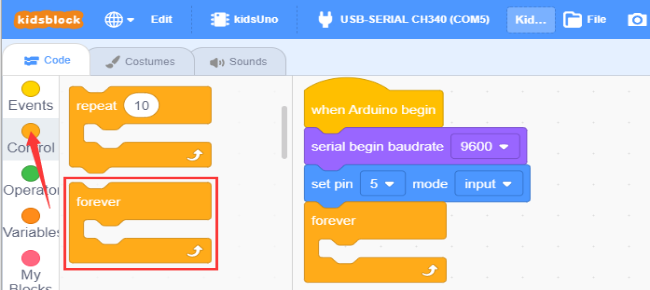 kidsblock Edit kidsUno USB-SERIAL CH340 (COM5) Kid... File
Code Costumes Sounds
Events
Control
Operator
Variables
My
Blocks
repeat 10
forever
when Arduino begin
serial begin baudrate 9600
set pin 5 mode input
forever